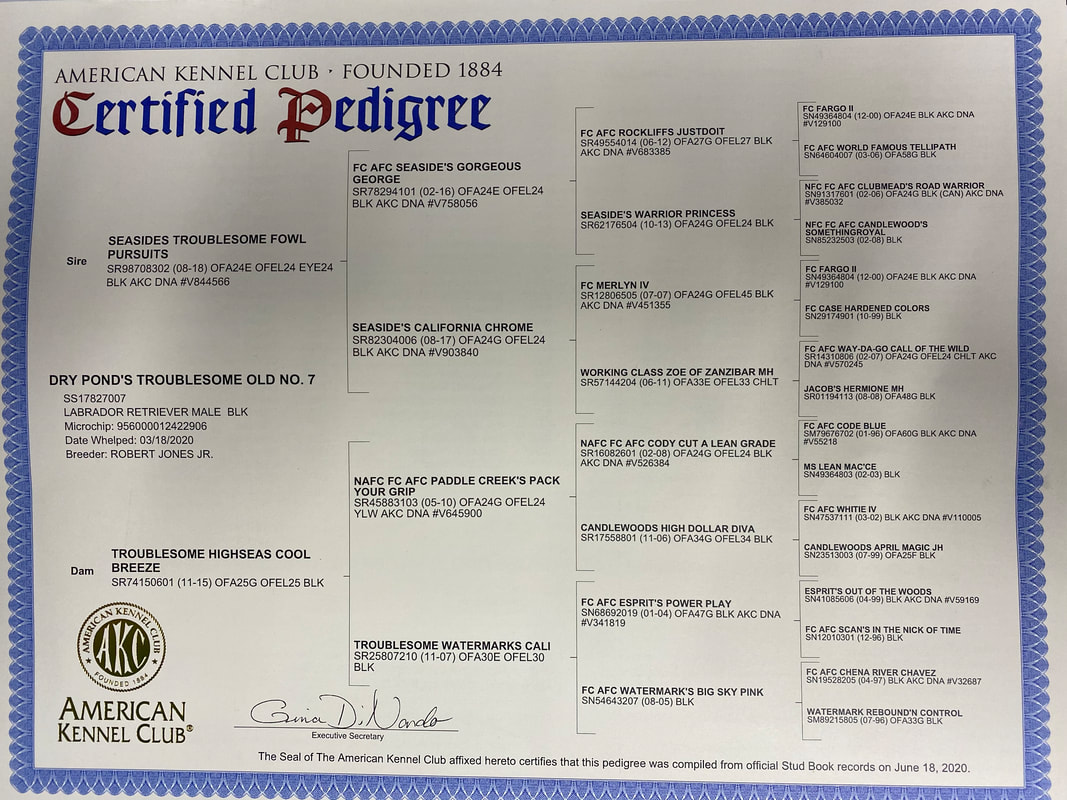 AMERICAN KENNEL CLUB · FOUNDED 1884
Certified Pedigree
Sire
SEASIDES TROUBLESOME FOWL
PURSUITS
SR98708302 (08-18) OFA24E OFEL24 EYE24
BLK AKC DNA #V844566
DRY POND'S TROUBLESOME OLD NO. 7
SS17827007
LABRADOR RETRIEVER MALE BLK
Microchip: 956000012422906
Date Whelped: 03/18/2020
Breeder: ROBERT JONES JR.
Dam
TROUBLESOME HIGHSEAS COOL
BREEZE
SR74150601 (11-15) OFA25G OFEL25 BLK
FC AFC SEASIDE'S GORGEOUS
GEORGE
SR78294101 (02-16) OFA24E OFEL24
BLK AKC DNA #V758056
SEASIDE'S CALIFORNIA CHROME
SR82304006 (08-17) OFA24G OFEL24
BLK AKC DNA #V903840
NAFC FC AFC PADDLE CREEK'S PACK
YOUR GRIP
SR45883103 (05-10) OFA24G OFEL24
YLW AKC DNA #V645900
TROUBLESOME WATERMARKS CALI
SR25807210 (11-07) OFA30E OFEL30
BLK
FC AFC ROCKLIFFS JUSTDOIT
SR49554014 (06-12) OFA27G OFEL27 BLK
AKC DNA #V683385
SEASIDE'S WARRIOR PRINCESS
SR62176504 (10-13) OFA24G OFEL24 BLK
FC MERLYN IV
SR12806505 (07-07) OFA24G OFEL45 BLK
AKC DNA #V451355
WORKING CLASS ZOE OF ZANZIBAR MH
SR57144204 (06-11) OFA33E OFEL33 CHLT
NAFC FC AFC CODY CUT A LEAN GRADE
SR16082601 (02-08) OFA24G OFEL24 BLK
AKC DNA #V526384
CANDLEWOODS HIGH DOLLAR DIVA
SR17558801 (11-06) OFA34G OFEL34 BLK
FC AFC ESPRIT'S POWER PLAY
SN68692019 (01-04) OFA47G BLK AKC DNA
#V341819
FC AFC WATERMARK'S BIG SKY PINK
SN54643207 (08-05) BLK
FC FARGO II
SN49364804 (12-00) OFA24E BLK AKC DNA
#V129100
FC AFC WORLD FAMOUS TELLIPATH
SN64604007 (03-06) OFA58G BLK
NFC FC AFC CLUBMEAD'S ROAD WARRIOR
SN91317601 (02-06) OFA24G BLK (CAN) AKC DNA
#V385032
NFC FC AFC CANDLEWOOD'S
SOMETHINGROYAL
SN85232503 (02-08) BLK
FC FARGO II
SN49364804 (12-00) OFA24E BLK AKC DNA
#V129100
FC CASE HARDENED COLORS
SN29174901 (10-99) BLK
FC AFC WAY-DA-GO CALL OF THE WILD
SR14310806 (02-07) OFA24G OFEL24 CHLT AKC
DNA #V570245
JACOB'S HERMIONE MH
SR01194113 (08-08) OFA48G BLK
FC AFC CODE BLUE
SM79676702 (01-96) OFA60G BLK AKC DNA
#V55218
MS LEAN MAC'CE
SN49364803 (02-03) BLK
FC AFC WHITIE IV
SN47537111 (03-02) BLK AKC DNA #V110005
CANDLEWOODS APRIL MAGIC JH
SN23513003 (07-99) OFA25F BLK
ESPRIT'S OUT OF THE WOODS
SN41085606 (04-99) BLK AKC DNA #V59169
FC AFC SCAN'S IN THE NICK OF TIME
SN12010301 (12-96) BLK
FC AFC CHENA RIVER CHAVEZ
SN19528205 (04-97) BLK AKC DNA #V32687
WATERMARK REBOUND'N CONTROL
SM89215805 (07-96) OFA33G BLK
AMERICAN KENNEL CLUB
AKC
FOUNDED 1884
AMERICAN
KENNEL CLUB®
Gina DiNardo
Executive Secretary
The Seal of The American Kennel Club affixed hereto certifies that this pedigree was compiled from official Stud Book records on June 18, 2020.